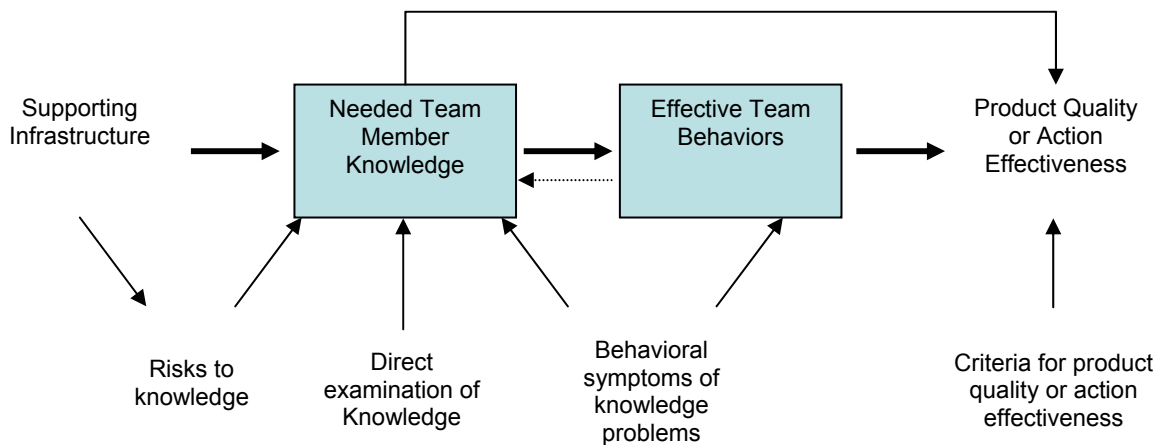 Supporting
Infrastructure
Needed Team
Member
Knowledge
Effective Team
Behaviors
Product Quality
or Action
Effectiveness
Risks to
knowledge
Direct
examination of
Knowledge
Behavioral
symptoms of
knowledge
problems
Criteria for product
quality or action
effectiveness